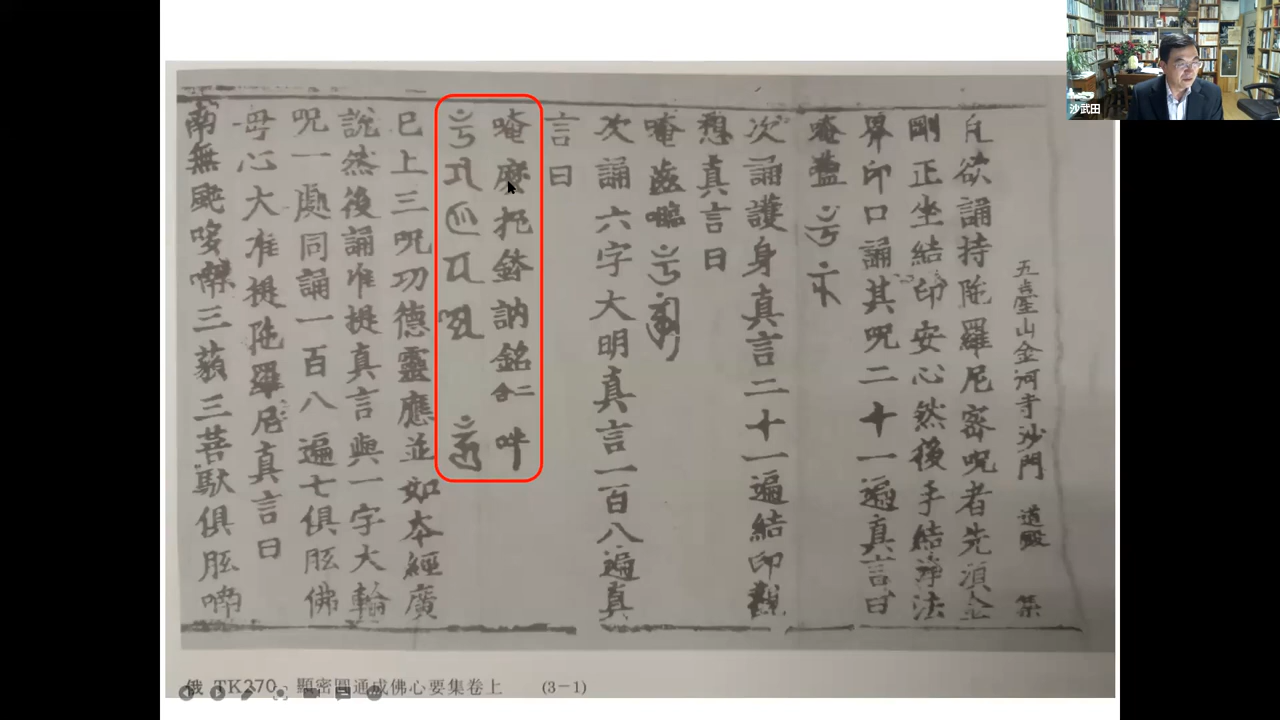 沙武田
五臺山金河寺沙門 道㲀 集
凡欲誦持陁羅尼密呪者先須金
剛正坐結印安心然後手結淨法
界印口誦其呪二十一遍真言曰
唵
次誦護身真言二十一遍結印觀
想真言曰
唵
次誦六字大明真言一百八遍真
言曰
唵麽抳鉢訥銘二合吽
已上三呪功德靈應並如本經廣
說然後誦准提真言與一字大輪
呪一處同誦一百八遍七俱胝佛
母心大准提陁羅尼真言曰
南無颯哆喃三藐三菩馱俱胝喃
俄 TK270 顯密圓通成佛心要集卷上 (3-1)